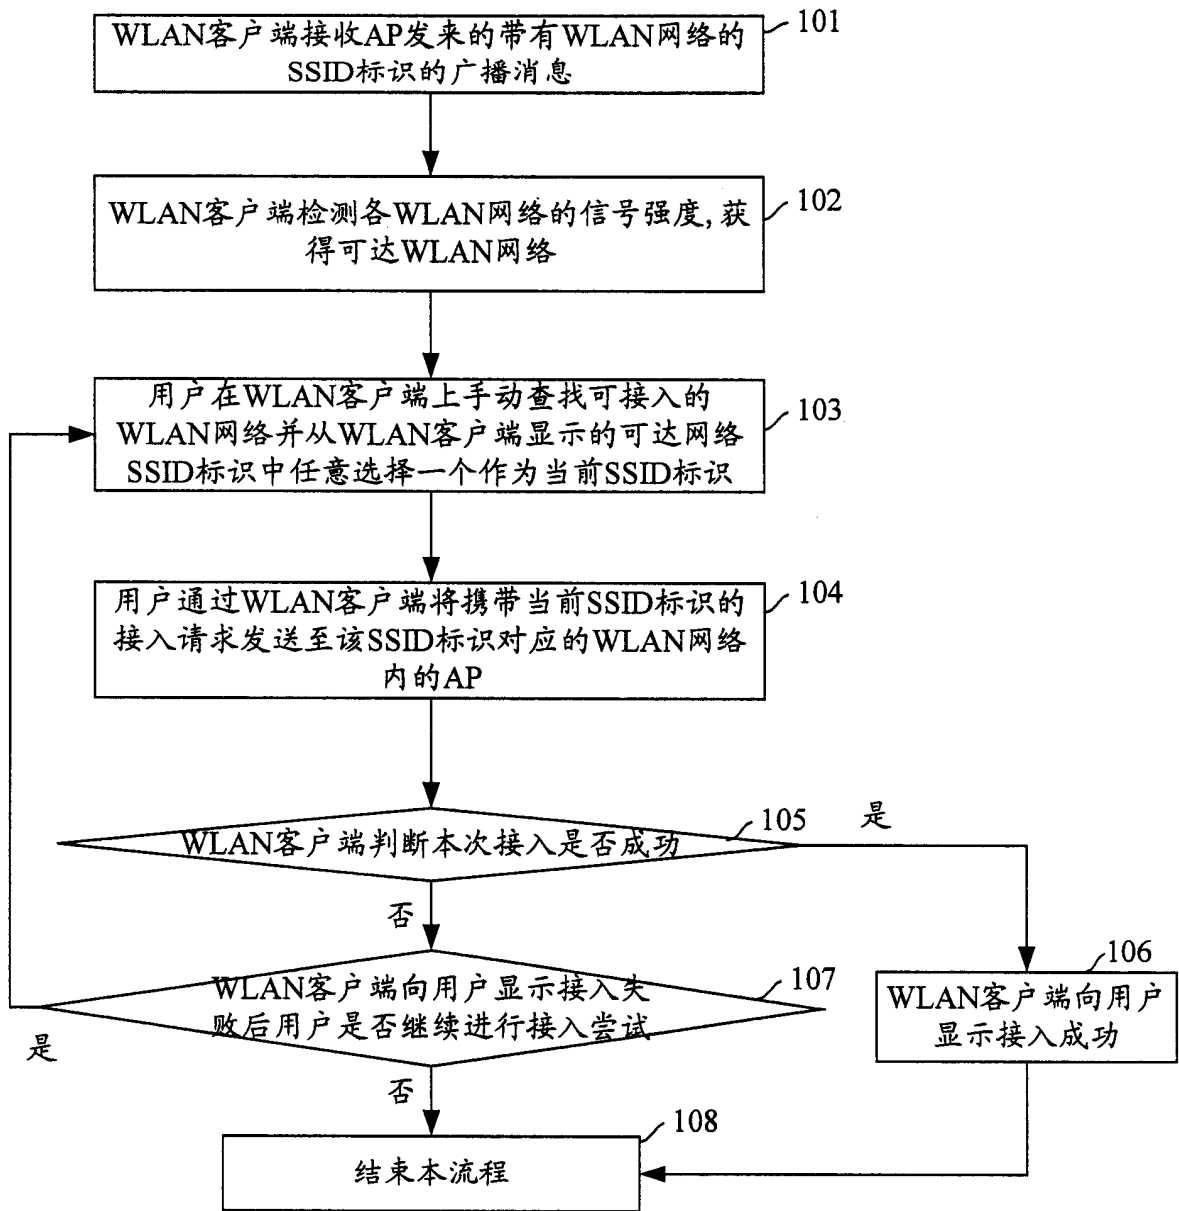 WLAN客户端接收AP发来的带有WLAN网络的
SSID标识的广播消息
101
WLAN客户端检测各WLAN网络的信号强度,获
得可达WLAN网络
102
用户在WLAN客户端上手动查找可接入的
WLAN网络并从WLAN客户端显示的可达网络
SSID标识中任意选择一个作为当前SSID标识
103
用户通过WLAN客户端将携带当前SSID标识的
接入请求发送至该SSID标识对应的WLAN网络
内的AP
104
WLAN客户端判断本次接入是否成功
105
是
否
WLAN客户端向用户
显示接入成功
106
WLAN客户端向用户显示接入失
败后用户是否继续进行接入尝试
107
是
否
结束本流程
108